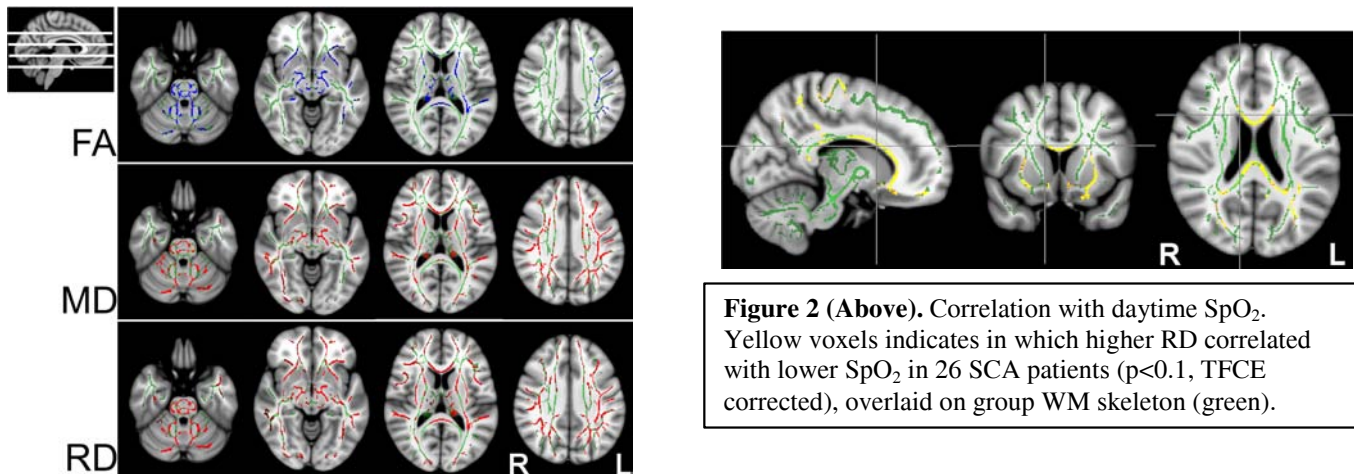 FA
MD
RD
R L
R L
Figure 2 (Above). Correlation with daytime SpO₂.
Yellow voxels indicates in which higher RD correlated
with lower SpO₂ in 26 SCA patients (p<0.1, TFCE
corrected), overlaid on group WM skeleton (green).